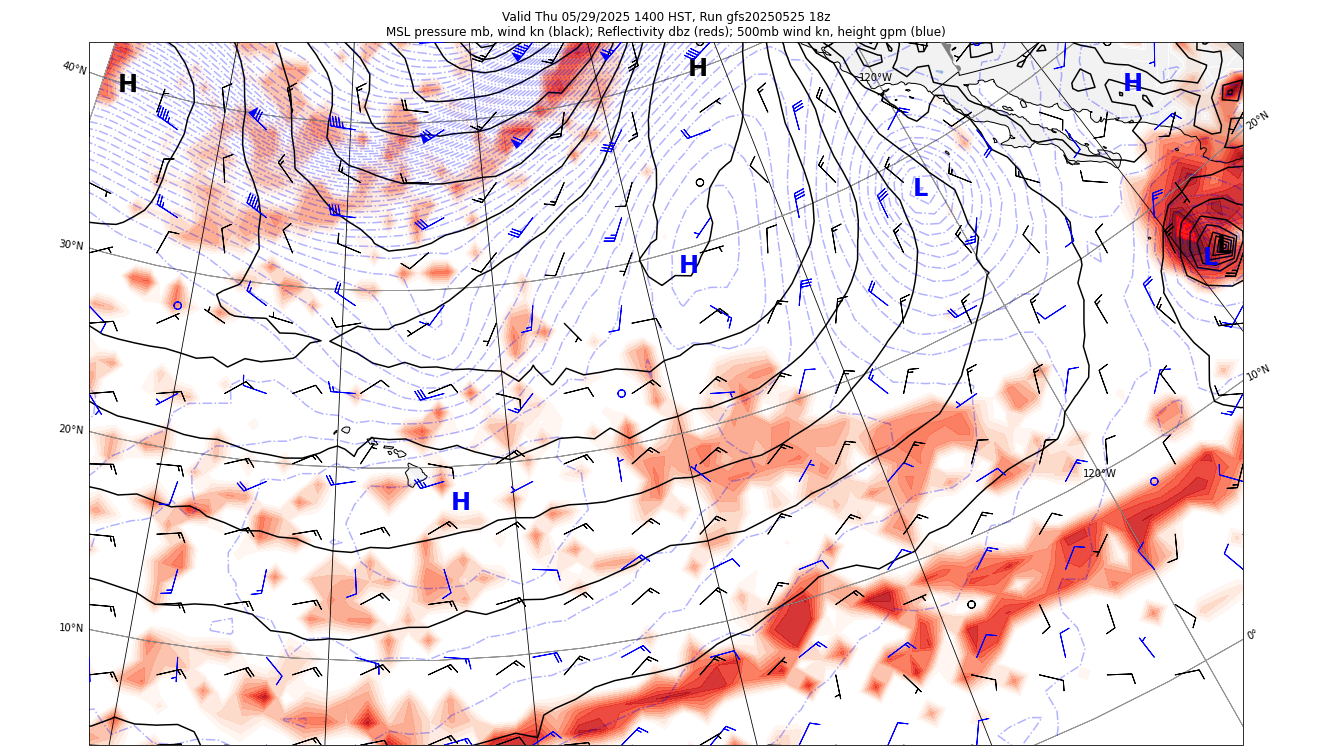 Valid Thu 05/29/2025 1400 HST, Run gfs20250525 18z
MSL pressure mb, wind kn (black); Reflectivity dbz (reds); 500mb wind kn, height gpm (blue)
40°N
H
H
120°W
H
20°N
L
30°N
H
L
L
10°N
20°N
120°W
H
10°N
0°